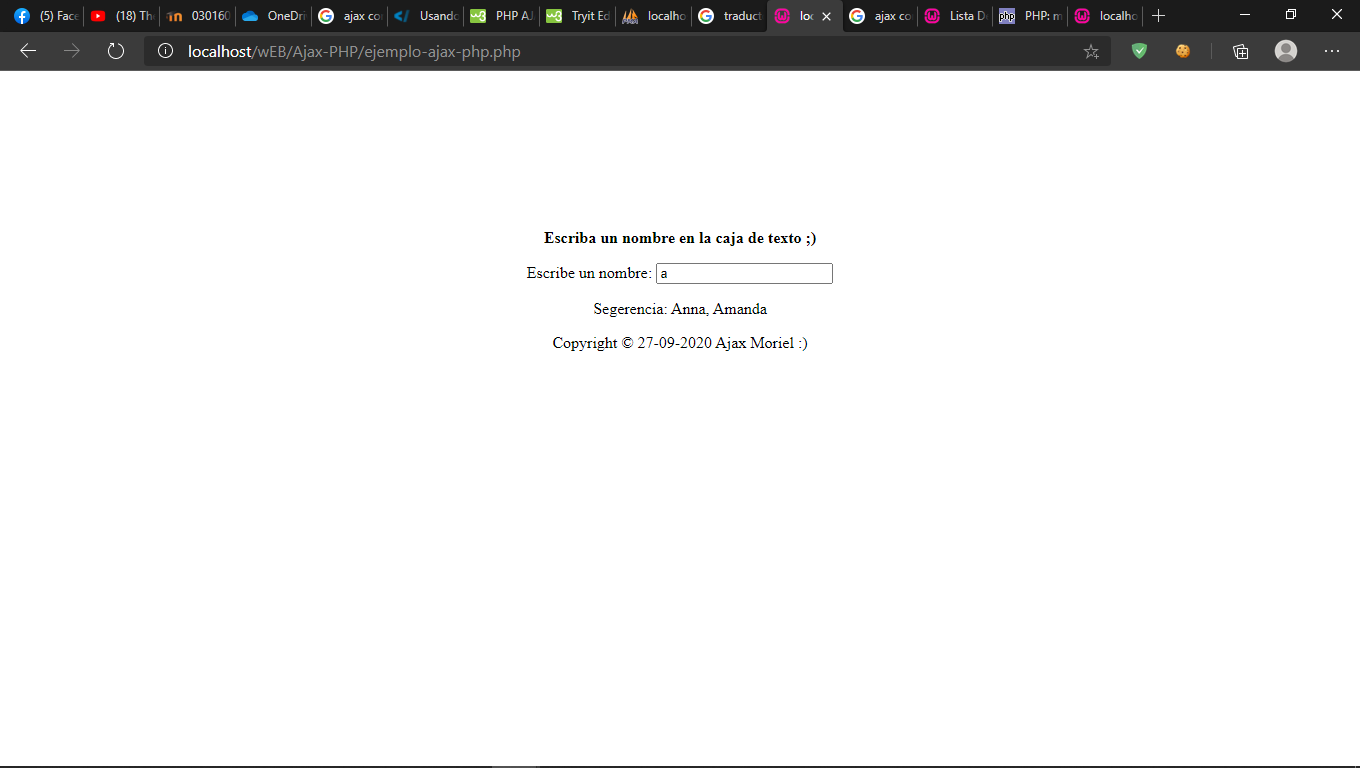 (5) Face
(18) Th
030160
OneDri
ajax co
Usando
PHP AJ
Tryit Ed
localho
traduct
loc
ajax co
Lista D
PHP: m
localho
localhost/wEB/Ajax-PHP/ejemplo-ajax-php.php
Escriba un nombre en la caja de texto ;)
Escribe un nombre: a
Segerencia: Anna, Amanda
Copyright © 27-09-2020 Ajax Moriel :)